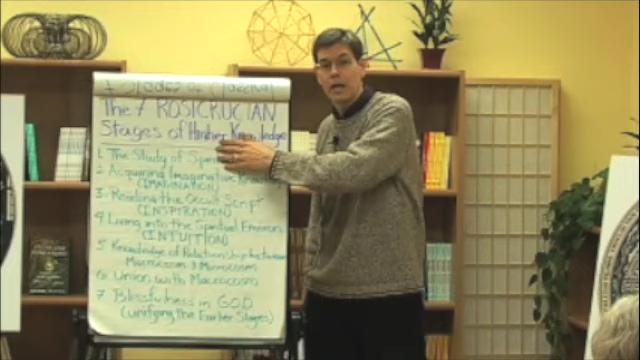 The 7 ROSICRUCIAN
Stages of Higher Knowledge
1. The Study of
2. Acquiring Imaginative
(IMAGINATION)
3. Reading the Occult Script
(INSPIRATION)
4. Living into the Spiritual
(INTUITION)
5. Knowledge of Relationship between
Macrocosm & Microcosm
6. Union with Macrocosm
7. Blissfulness in GOD
(unifying the Earlier Stages)